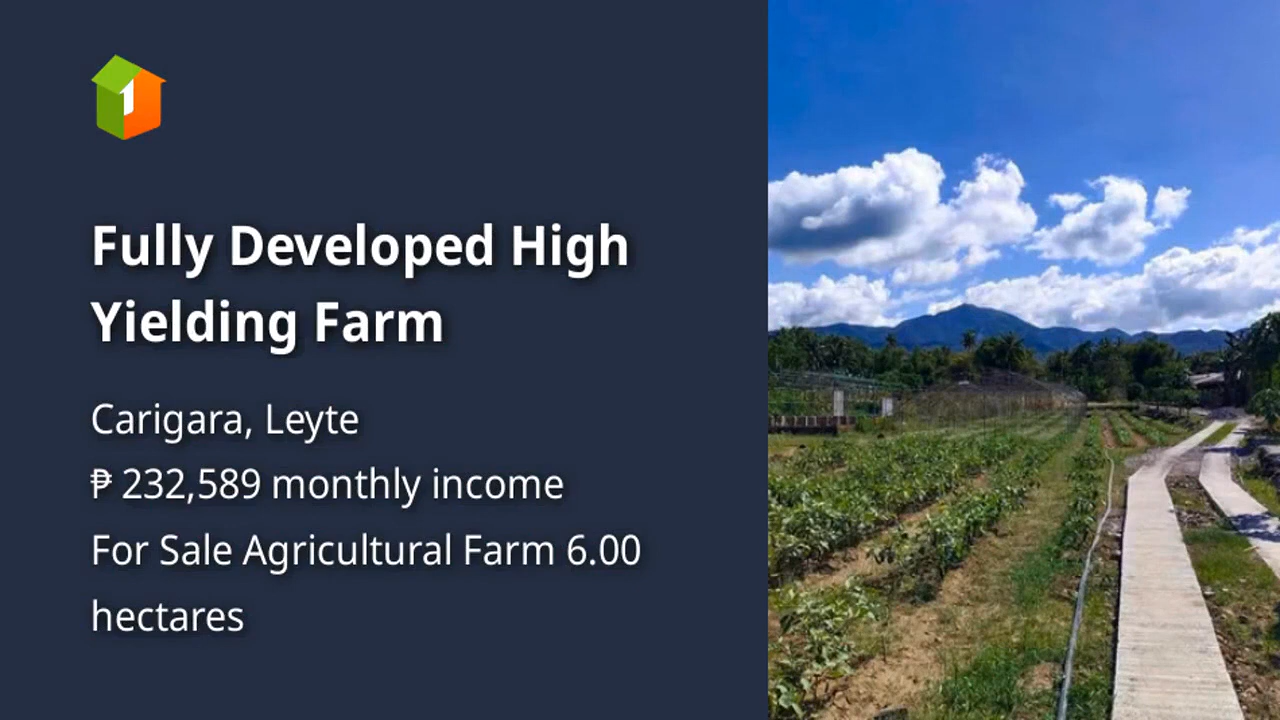 Fully Developed High
Yielding Farm
Carigara, Leyte
₱ 232,589 monthly income
For Sale Agricultural Farm 6.00
hectares